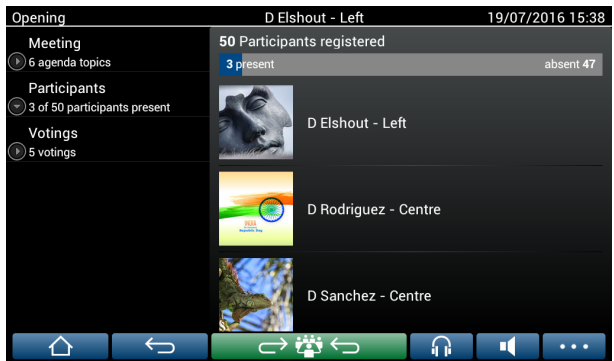 Opening
D Elshout - Left
19/07/2016 15:38
Meeting
6 agenda topics
Participants
3 of 50 participants present
Votings
5 votings
50 Participants registered
3 present
absent 47
D Elshout - Left
D Rodriguez - Centre
D Sanchez - Centre